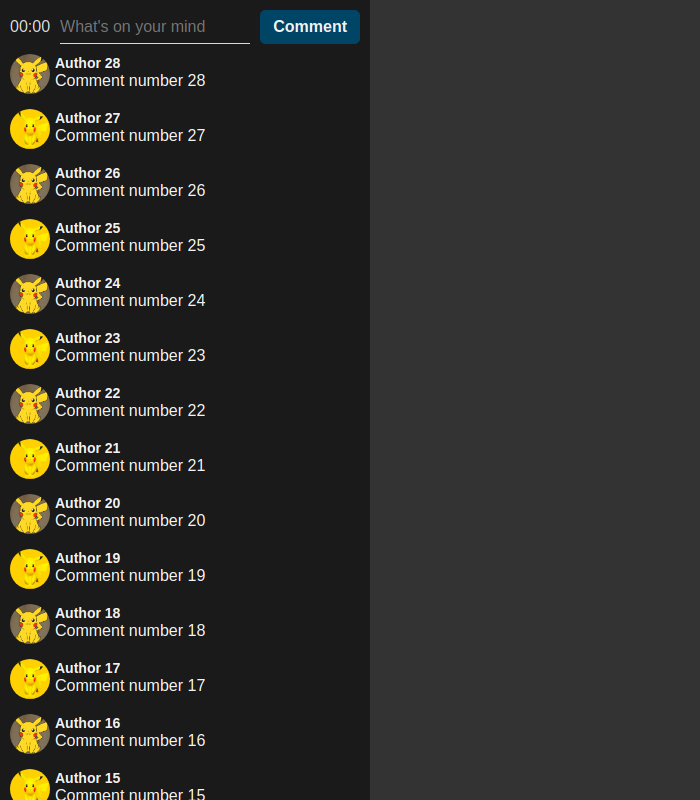 00:00 What's on your mind Comment
Author 28
Comment number 28
Author 27
Comment number 27
Author 26
Comment number 26
Author 25
Comment number 25
Author 24
Comment number 24
Author 23
Comment number 23
Author 22
Comment number 22
Author 21
Comment number 21
Author 20
Comment number 20
Author 19
Comment number 19
Author 18
Comment number 18
Author 17
Comment number 17
Author 16
Comment number 16
Author 15
Comment number 15